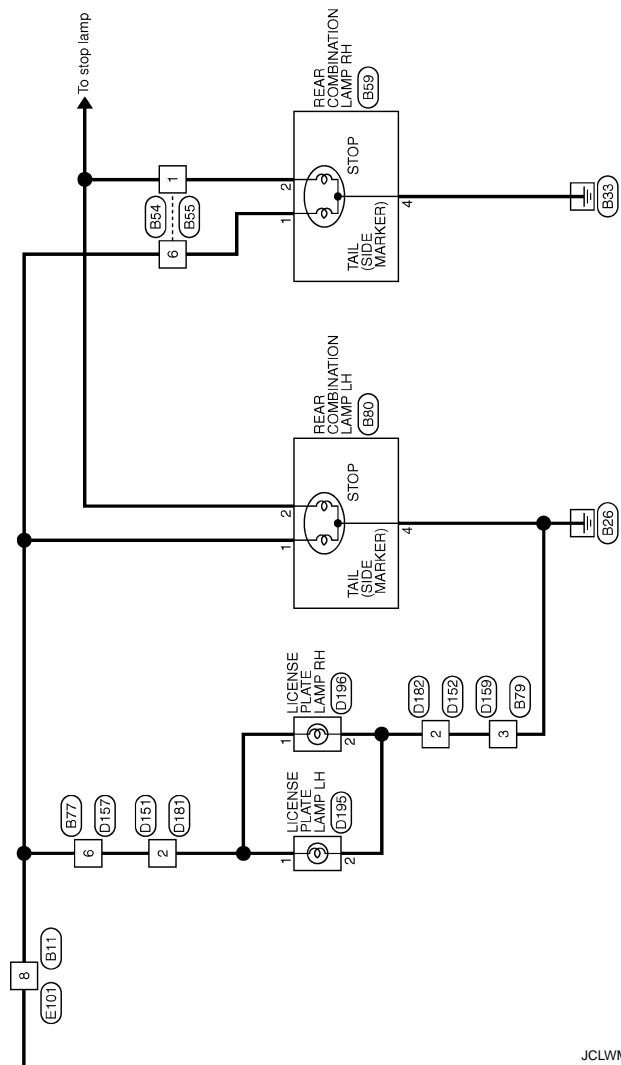 To stop lamp
REAR
COMBINATION
LAMP RH
B59
1
B54
B55
6
2
1
STOP
TAIL
(SIDE
MARKER)
4
B33
REAR
COMBINATION
LAMP LH
B80
2
1
STOP
TAIL
(SIDE
MARKER)
4
B26
LICENSE
PLATE
LAMP RH
D196
1
2
D182
D152
2
D159
B79
3
LICENSE
PLATE
LAMP LH
D195
1
2
B77
D157
6
D151
D181
2
8
B11
E101